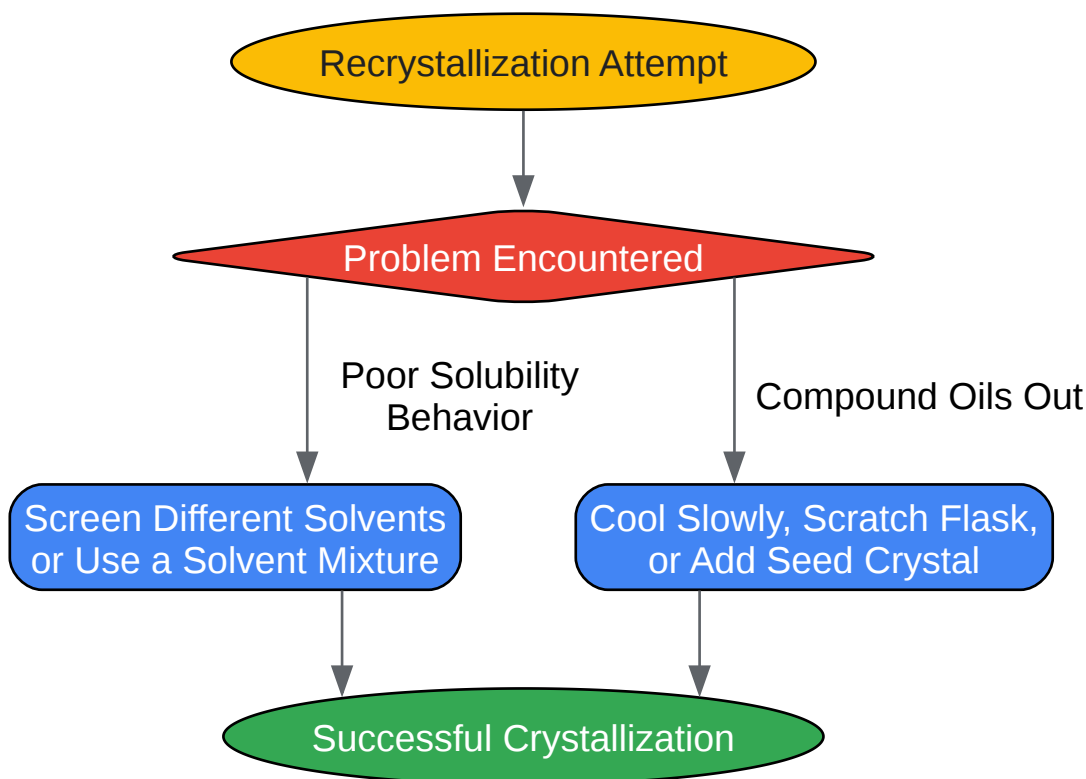 Recrystallization Attempt
Problem Encountered
Poor Solubility
Behavior
Compound Oils Out
Screen Different Solvents
or Use a Solvent Mixture
Cool Slowly, Scratch Flask,
or Add Seed Crystal
Successful Crystallization